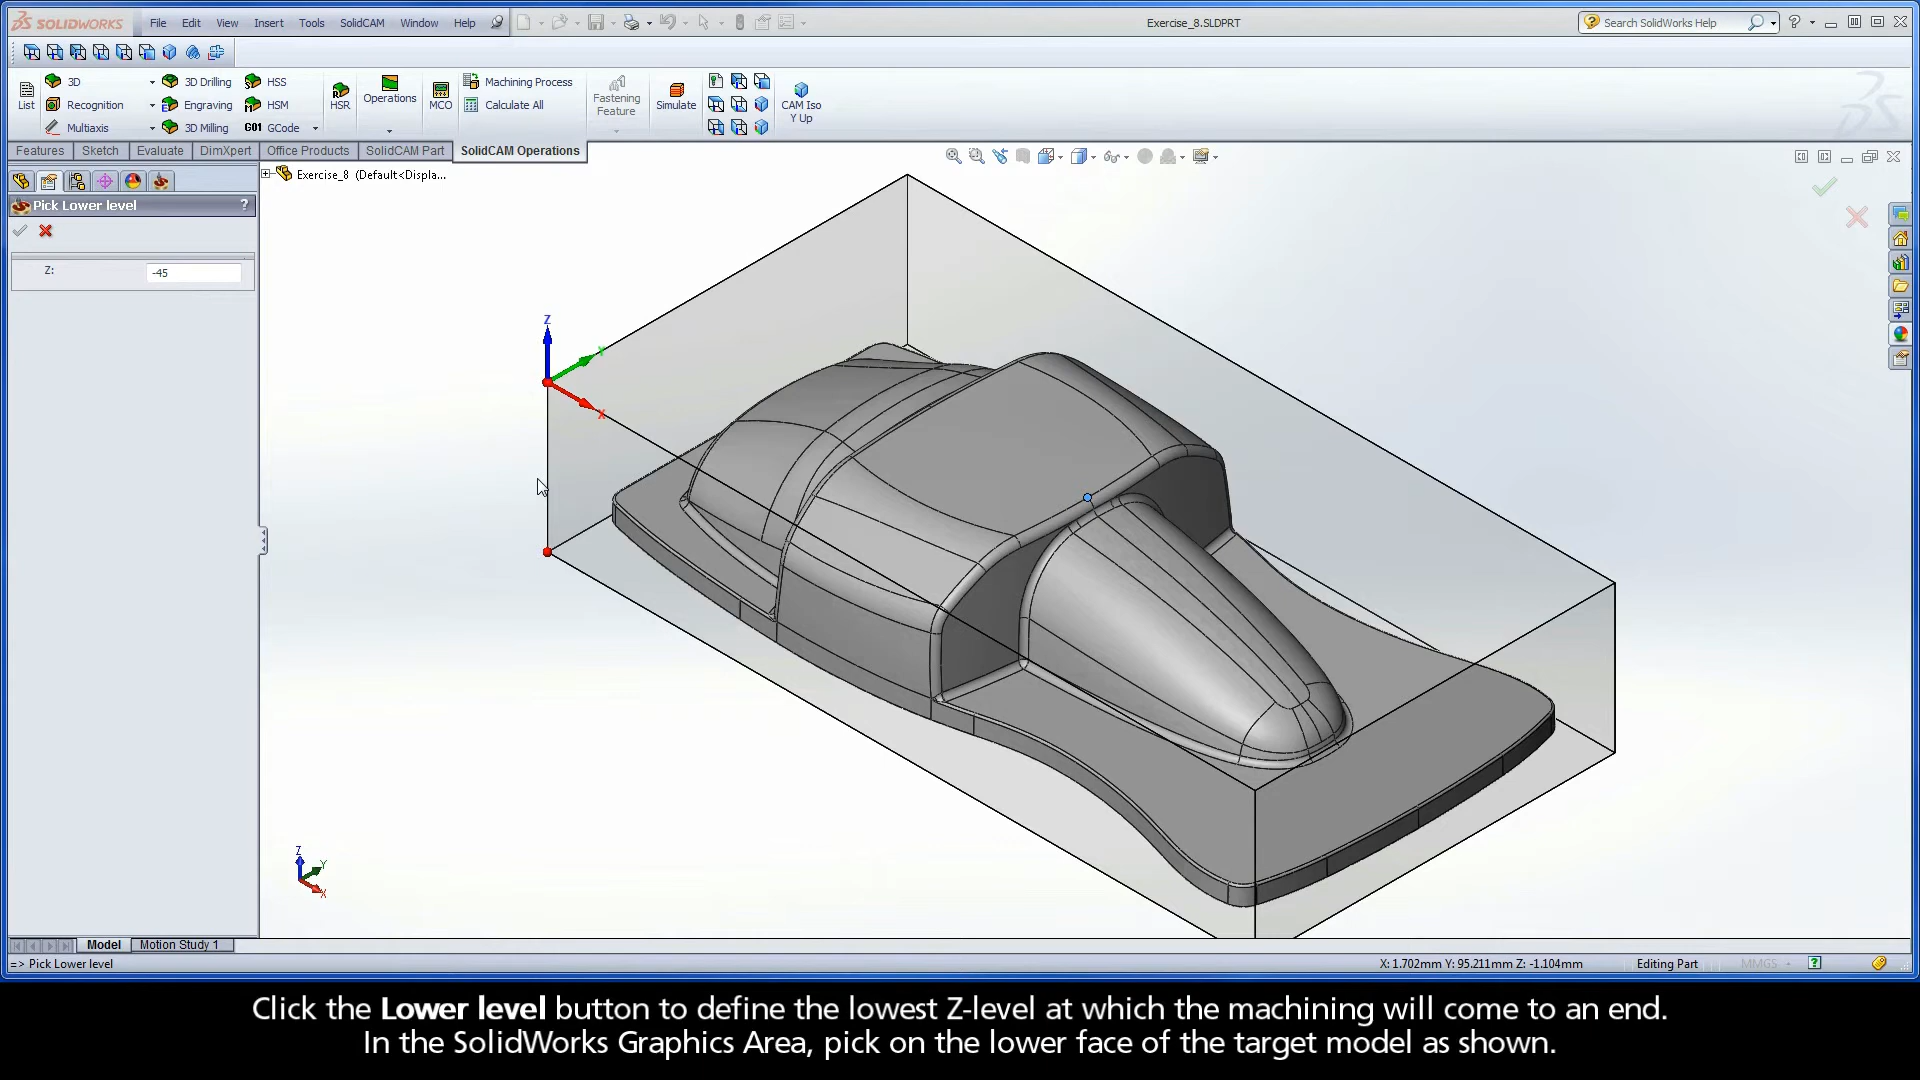 SOLIDWORKS File Edit View Insert Tools SolidCAM Window Help Exercise_8.SLDPRT Search SolidWorks Help
3D 3D Drilling HSS Machining Process
List Recognition Engraving HSM HSR Operations MCO Calculate All Fastening Feature Simulate CAM Iso Y Up
Multiaxis 3D Milling G01 GCode
Features Sketch Evaluate DimXpert Office Products SolidCAM Part SolidCAM Operations
Exercise_8 (Default<Displa...
Pick Lower level ?
Z: -45
Z
X
Z
Y
X
Model Motion Study 1
=> Pick Lower level X: 1.702mm Y: 95.211mm Z: -1.104mm Editing Part MMGS
Click the Lower level button to define the lowest Z-level at which the machining will come to an end.
In the SolidWorks Graphics Area, pick on the lower face of the target model as shown.